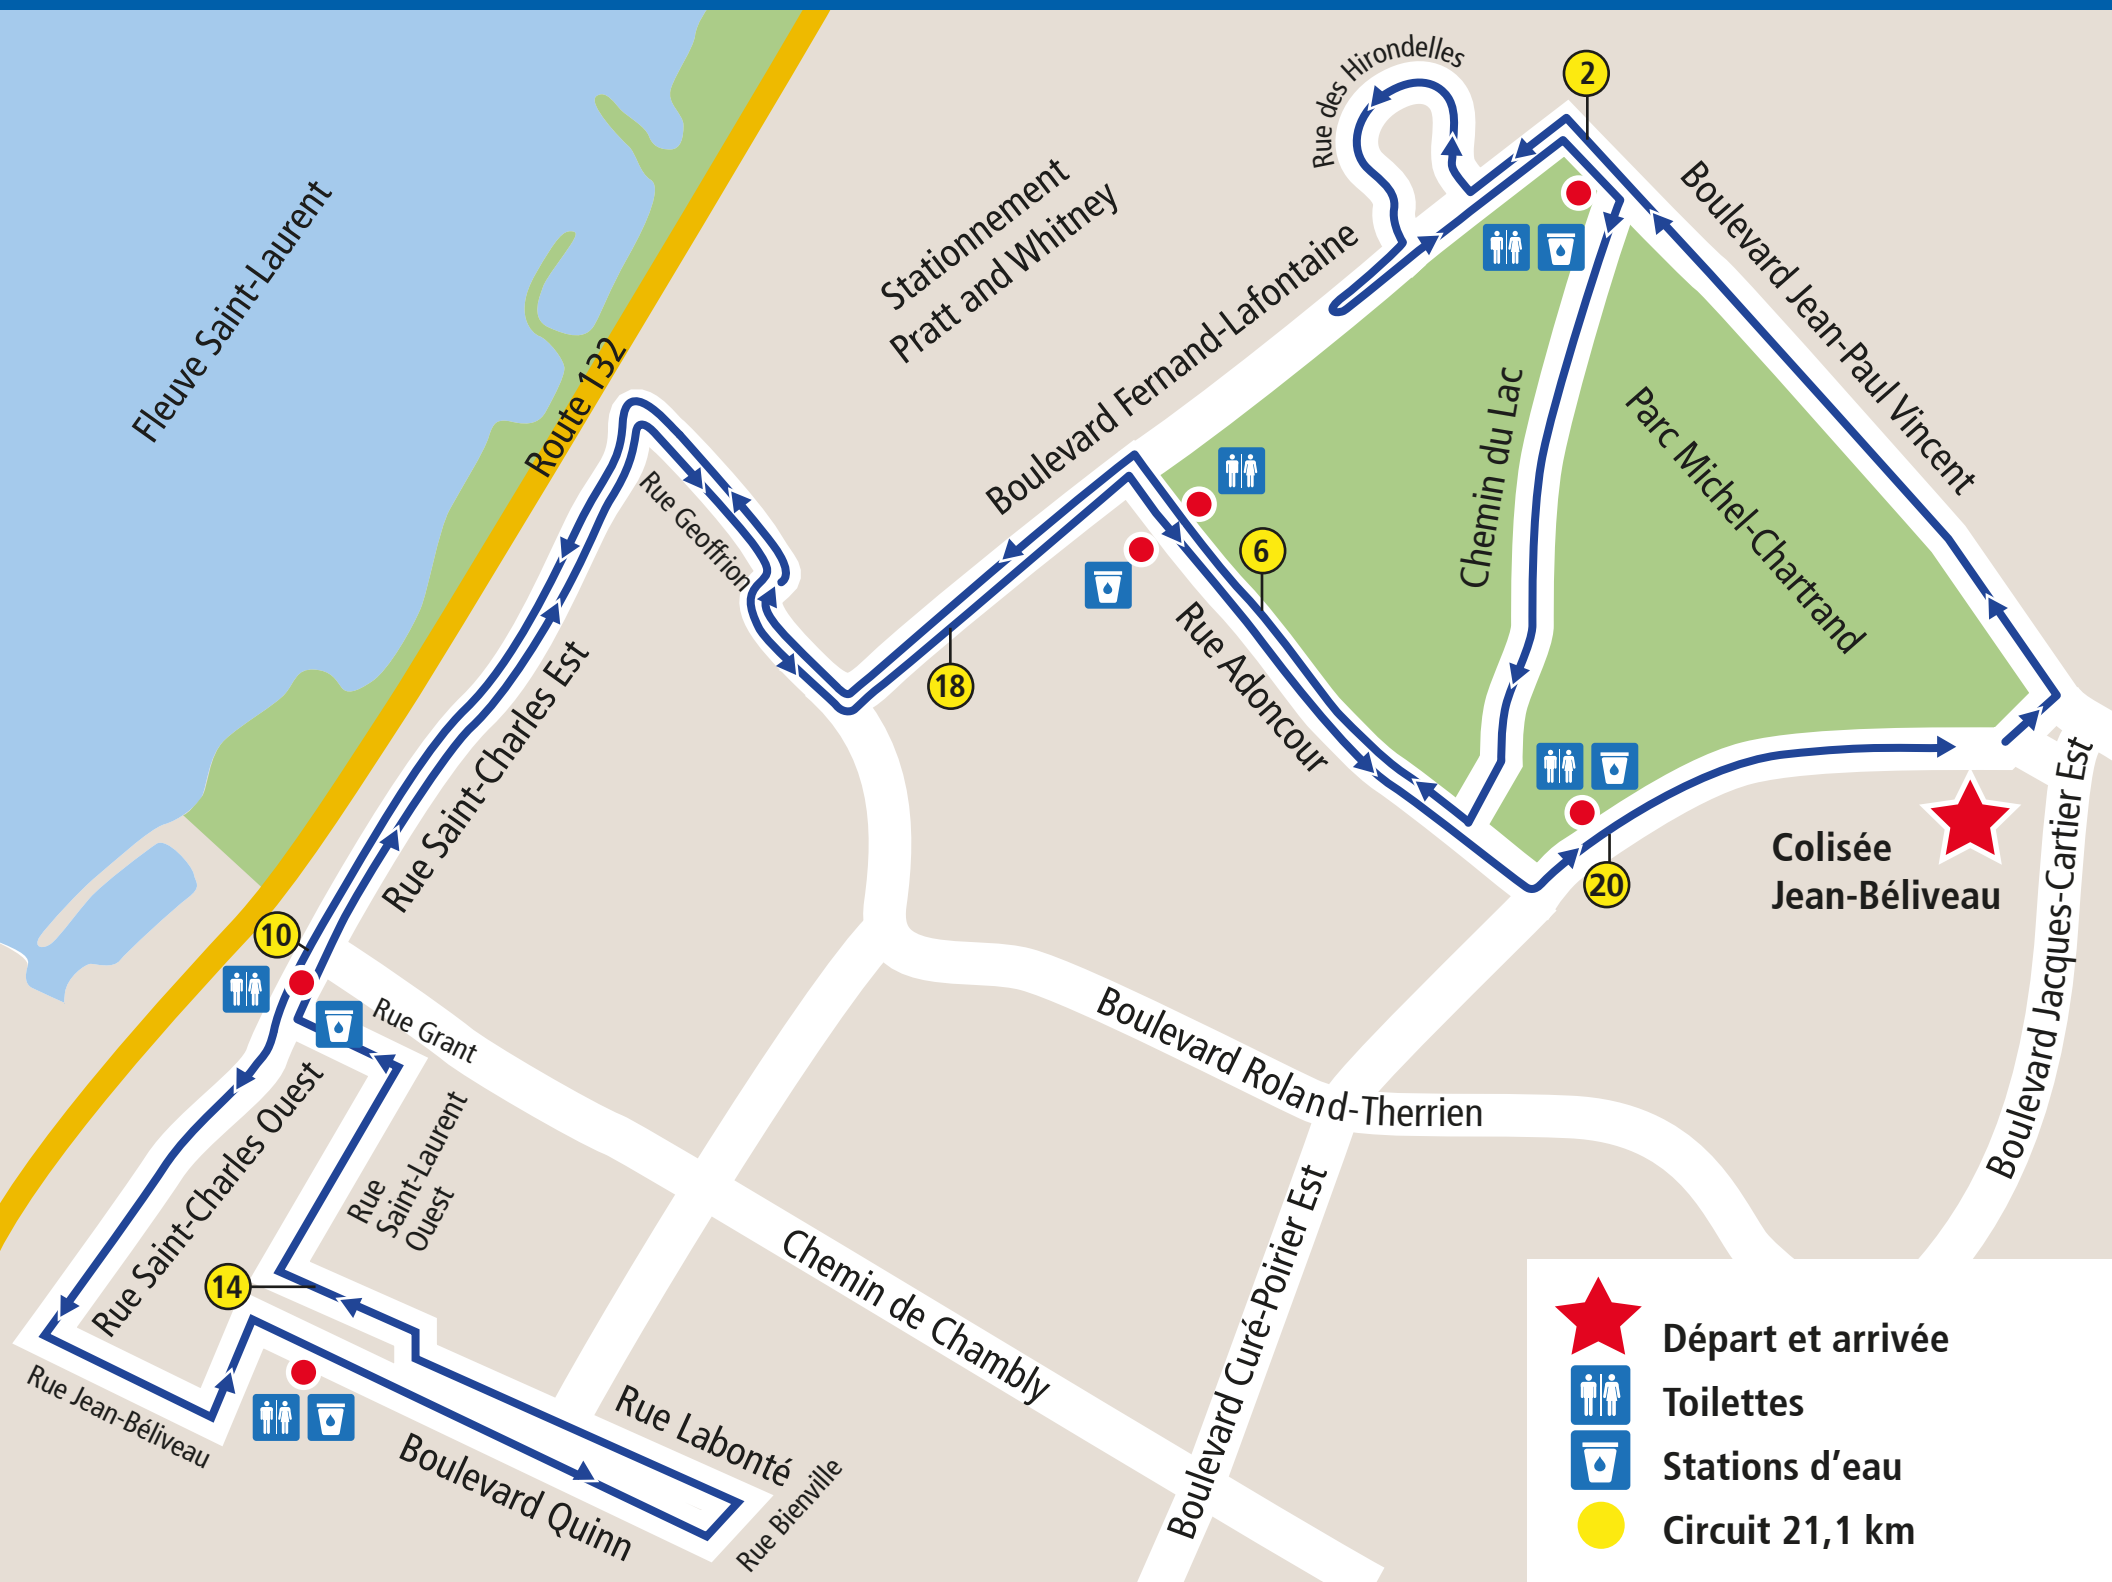 Rue des Hirondelles
2
Boulevard Jean-Paul Vincent
Stationnement
Pratt and Whitney
Fleuve Saint-Laurent
Route 132
Boulevard Fernand-Lafontaine
Chemin du Lac
Parc Michel-Chartrand
Rue Geoffrion
6
Rue Adoncour
18
Rue Saint-Charles Est
20
Colisée
Jean-Béliveau
Boulevard Jacques-Cartier Est
10
Rue Grant
Boulevard Roland-Therrien
Rue Saint-Charles Ouest
Rue
Saint-Laurent
Ouest
14
Chemin de Chambly
Boulevard Curé-Poirier Est
Rue Jean-Béliveau
Boulevard Quinn
Rue Labonté
Rue Bienville
Départ et arrivée
Toilettes
Stations d’eau
Circuit 21,1 km